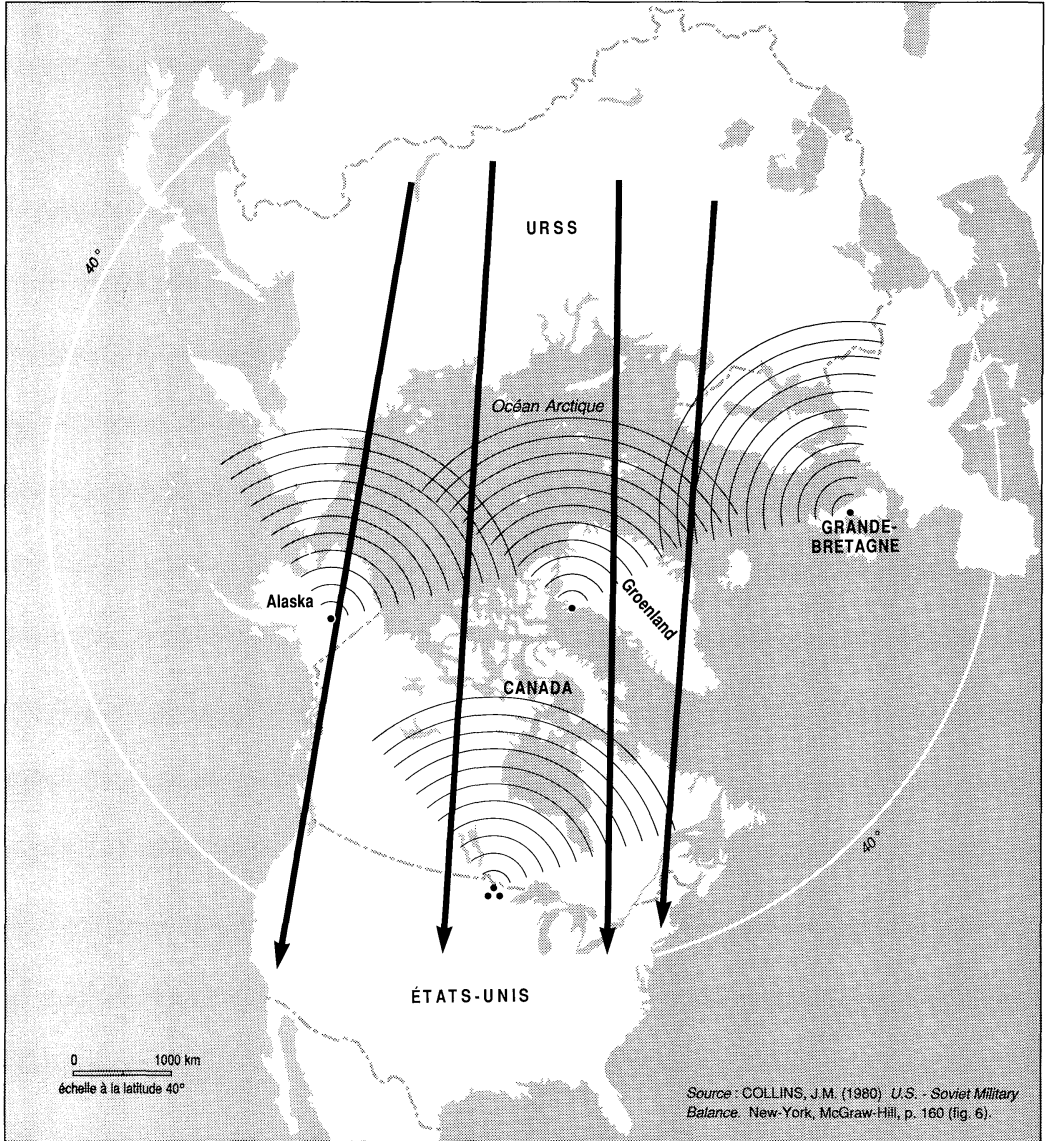 URSS
40°
Océan Arctique
GRANDE-
BRETAGNE
Alaska
Groenland
CANADA
40°
ÉTATS-UNIS
0 1000 km
échelle à la latitude 40°
Source : COLLINS, J.M. (1980) U.S. - Soviet Military
Balance. New-York, McGraw-Hill, p. 160 (fig. 6).